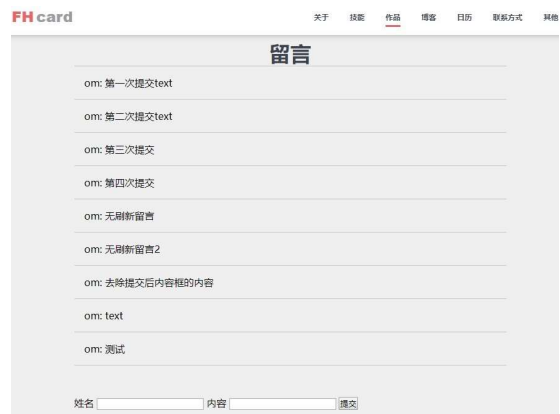 FH card 关于 技能 作品 博客 日历 联系方式 其他
留言
om: 第一次提交text
om: 第二次提交text
om: 第三次提交
om: 第四次提交
om: 无刷新留言
om: 无刷新留言2
om: 去除提交后内容框的内容
om: text
om: 测试
姓名 内容 提交